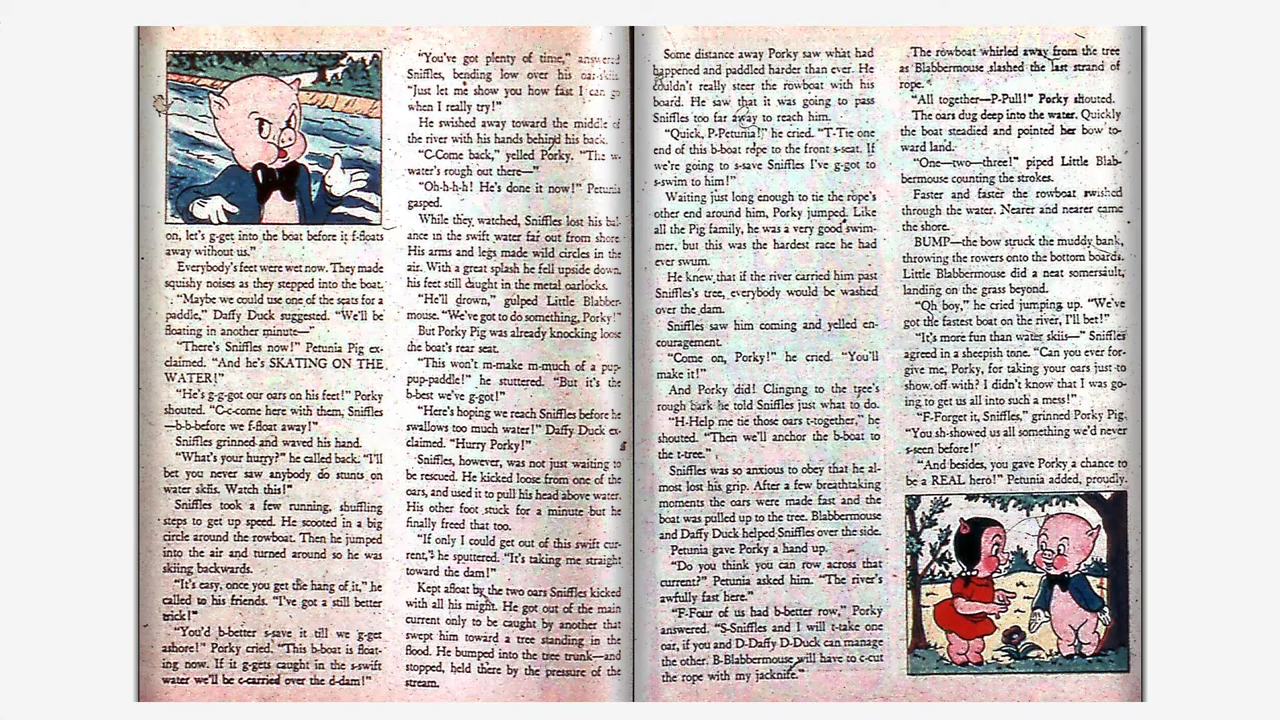 on, let's g-get into the boat before it f-floats
away without us."
Everybody's feet were wet now. They made
squishy noises as they stepped into the boat.
"Maybe we could use one of the seats for a
paddle," Daffy Duck suggested. "We'll be
floating in another minute—"
"There's Sniffles now!" Petunia Pig ex-
claimed. "And he's SKATING ON THE
WATER!"
"He's g-g-got our oars on his feet!" Porky
shouted. "C-c-come here with them, Sniffles
—b-b-before we f-float away!"
Sniffles grinned and waved his hand.
"What's your hurry?" he called back. "I'll
bet you never saw anybody do stunts on
water skiis. Watch this!"
Sniffles took a few running, shuffling
steps to get up speed. He scooted in a big
circle around the rowboat. Then he jumped
into the air and turned around so he was
skiing backwards.
"It's easy, once you get the hang of it," he
called to his friends. "I've got a still better
trick!"
"You'd b-better s-save it till we g-get
ashore!" Porky cried. "This b-boat is float-
ing now. If it g-gets caught in the s-swift
water we'll be c-carried over the d-dam!"
"You've got plenty of time," answered
Sniffles, bending low over his oar-skiis.
"Just let me show you how fast I can go
when I really try!"
He swished away toward the middle of
the river with his hands behind his back.
"C-Come back," yelled Porky. "The w-
water's rough out there—"
"Oh-h-h-h! He's done it now!" Petunia
gasped.
While they watched, Sniffles lost his bal-
ance in the swift water far out from shore.
His arms and legs made wild circles in the
air. With a great splash he fell upside down,
his feet still caught in the metal oarlocks.
"He'll drown," gulped Little Blabber-
mouse. "We've got to do something, Porky!"
But Porky Pig was already knocking loose
the boat's rear seat.
"This won't m-make m-much of a pup-
pup-paddle!" he stuttered. "But it's the
b-best we've g-got!"
"Here's hoping we reach Sniffles before he
swallows too much water!" Daffy Duck ex-
claimed. "Hurry Porky!"
Sniffles, however, was not just waiting to
be rescued. He kicked loose from one of the
oars, and used it to pull his head above water.
His other foot stuck for a minute but he
finally freed that too.
"If only I could get out of this swift cur-
rent," he sputtered. "It's taking me straight
toward the dam!"
Kept afloat by the two oars Sniffles kicked
with all his might. He got out of the main
current only to be caught by another that
swept him toward a tree standing in the
flood. He bumped into the tree trunk—and
stopped, held there by the pressure of the
stream.
5
Some distance away Porky saw what had
happened and paddled harder than ever. He
couldn't really steer the rowboat with his
board. He saw that it was going to pass
Sniffles too far away to reach him.
"Quick, P-Petunia!" he cried. "T-Tie one
end of this b-boat rope to the front s-seat. If
we're going to s-save Sniffles I've g-got to
s-swim to him!"
Waiting just long enough to tie the rope's
other end around him, Porky jumped. Like
all the Pig family, he was a very good swim-
mer, but this was the hardest race he had
ever swum.
He knew that if the river carried him past
Sniffles's tree, everybody would be washed
over the dam.
Sniffles saw him coming and yelled en-
couragement.
"Come on, Porky!" he cried. "You'll
make it!"
And Porky did! Clinging to the tree's
rough bark he told Sniffles just what to do.
"H-Help me tie those oars t-together," he
shouted. "Then we'll anchor the b-boat to
the t-tree."
Sniffles was so anxious to obey that he al-
most lost his grip. After a few breathtaking
moments the oars were made fast and the
boat was pulled up to the tree. Blabbermouse
and Daffy Duck helped Sniffles over the side.
Petunia gave Porky a hand up.
"Do you think you can row across that
current?" Petunia asked him. "The river's
awfully fast here."
"F-Four of us had b-better row," Porky
answered. "S-Sniffles and I will t-take one
oar, if you and D-Daffy D-Duck can manage
the other. B-Blabbermouse will have to c-cut
the rope with my jacknife."
The rowboat whirled away from the tree
as Blabbermouse slashed the last strand of
rope."
"All together—P-Pull!" Porky shouted.
The oars dug deep into the water. Quickly
the boat steadied and pointed her bow to-
ward land.
"One—two—three!" piped Little Blab-
bermouse counting the strokes.
Faster and faster the rowboat swished
through the water. Nearer and nearer came
the shore.
BUMP—the bow struck the muddy bank,
throwing the rowers onto the bottom boards.
Little Blabbermouse did a neat somersault,
landing on the grass beyond.
"Oh boy," he cried jumping up. "We've
got the fastest boat on the river, I'll bet!"
"It's more fun than water skiis—" Sniffles
agreed in a sheepish tone. "Can you ever for-
give me, Porky, for taking your oars just to
show off with? I didn't know that I was go-
ing to get us all into such a mess!"
"F-Forget it, Sniffles," grinned Porky Pig.
"You sh-showed us all something we'd never
s-seen before!"
"And besides, you gave Porky a chance to
be a REAL hero!" Petunia added, proudly.